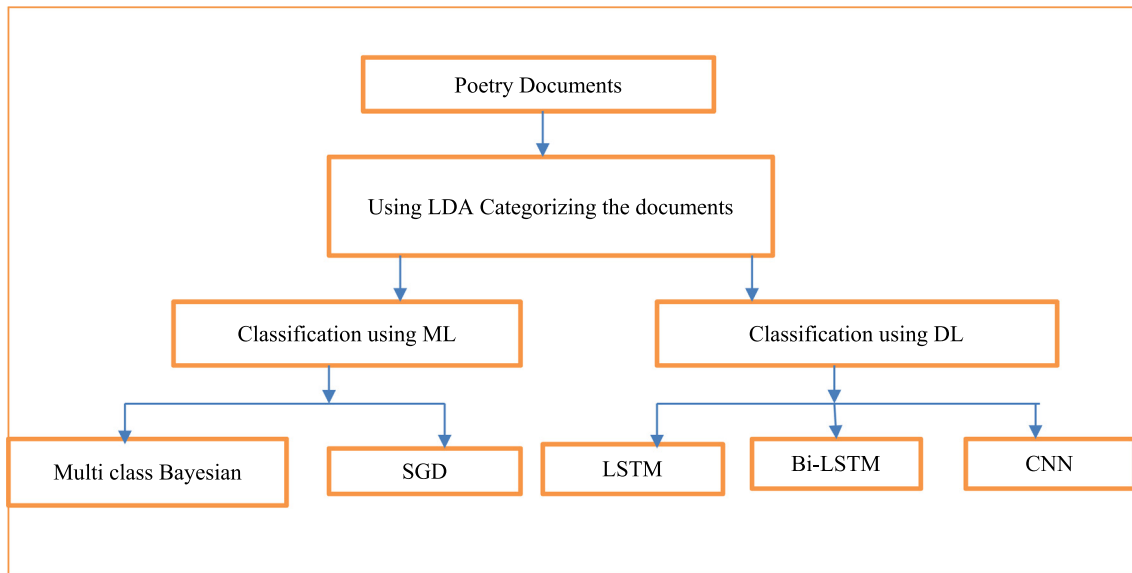 Poetry Documents
Using LDA Categorizing the documents
Classification using ML
Classification using DL
Multi class Bayesian
SGD
LSTM
Bi-LSTM
CNN